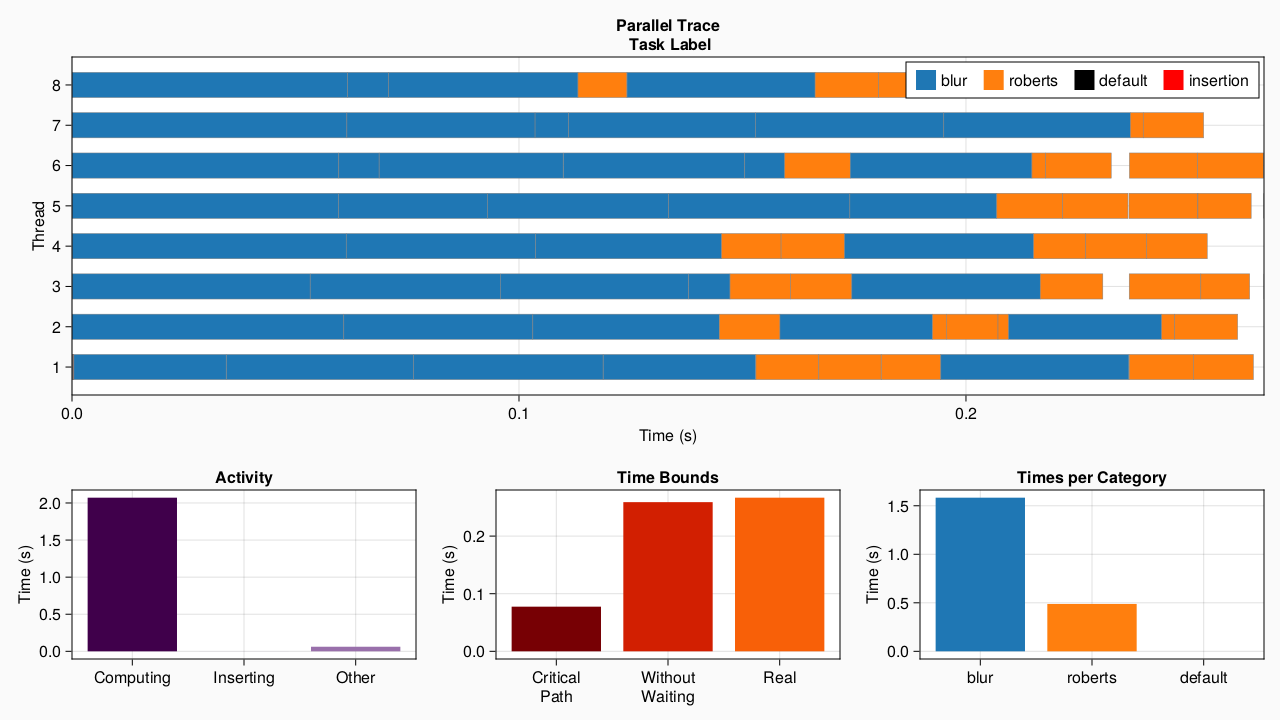 Parallel Trace
Task Label
blur roberts default insertion
8
7
6
5
4
3
2
1
Thread
0.0 0.1 0.2
Time (s)
Activity
2.0
1.5
1.0
0.5
0.0
Time (s)
Computing Inserting Other
Time Bounds
0.2
0.1
0.0
Time (s)
Critical
Path
Without
Waiting
Real
Times per Category
1.5
1.0
0.5
0.0
Time (s)
blur roberts default